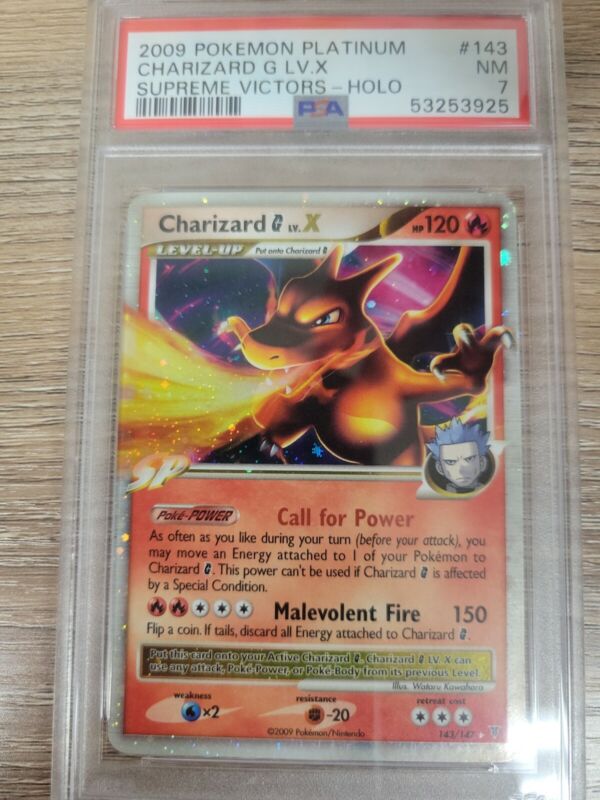 2009 POKEMON PLATINUM #143
CHARIZARD G LV.X NM
SUPREME VICTORS-HOLO 7
PSA 53253925
Charizard G LV.X HP 120
LEVEL-UP Put onto Charizard G
SP
Poké-POWER Call for Power
As often as you like during your turn (before your attack), you
may move an Energy attached to 1 of your Pokémon to
Charizard G. This power can't be used if Charizard G is affected
by a Special Condition.
Malevolent Fire 150
Flip a coin. If tails, discard all Energy attached to Charizard G.
Put this card onto your Active Charizard G. Charizard G LV.X can
use any attack, Poké-Power, or Poké-Body from its previous Level.
Illus. Wataru Kawahara
weakness resistance retreat cost
×2 -20
©2009 Pokémon/Nintendo 143/147